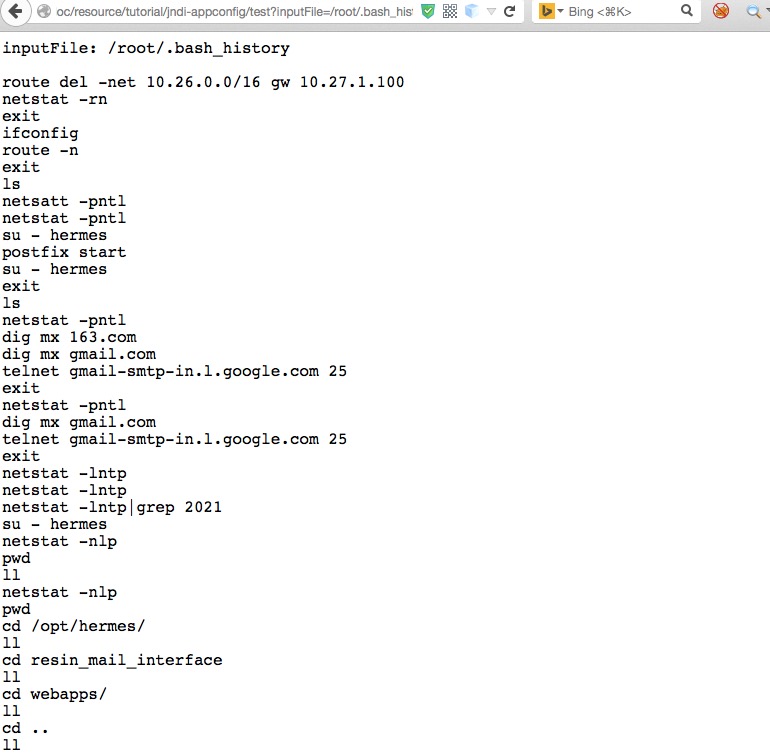 oc/resource/tutorial/jndi-appconfig/test?inputFile=/root/.bash_his
Bing <⌘K>
inputFile: /root/.bash_history
route del -net 10.26.0.0/16 gw 10.27.1.100
netstat -rn
exit
ifconfig
route -n
exit
ls
netsatt -pntl
netstat -pntl
su - hermes
postfix start
su - hermes
exit
ls
netstat -pntl
dig mx 163.com
dig mx gmail.com
telnet gmail-smtp-in.l.google.com 25
exit
netstat -pntl
dig mx gmail.com
telnet gmail-smtp-in.l.google.com 25
exit
netstat -lntp
netstat -lntp
netstat -lntp|grep 2021
su - hermes
netstat -nlp
pwd
ll
netstat -nlp
pwd
cd /opt/hermes/
ll
cd resin_mail_interface
ll
cd webapps/
ll
cd ..
ll